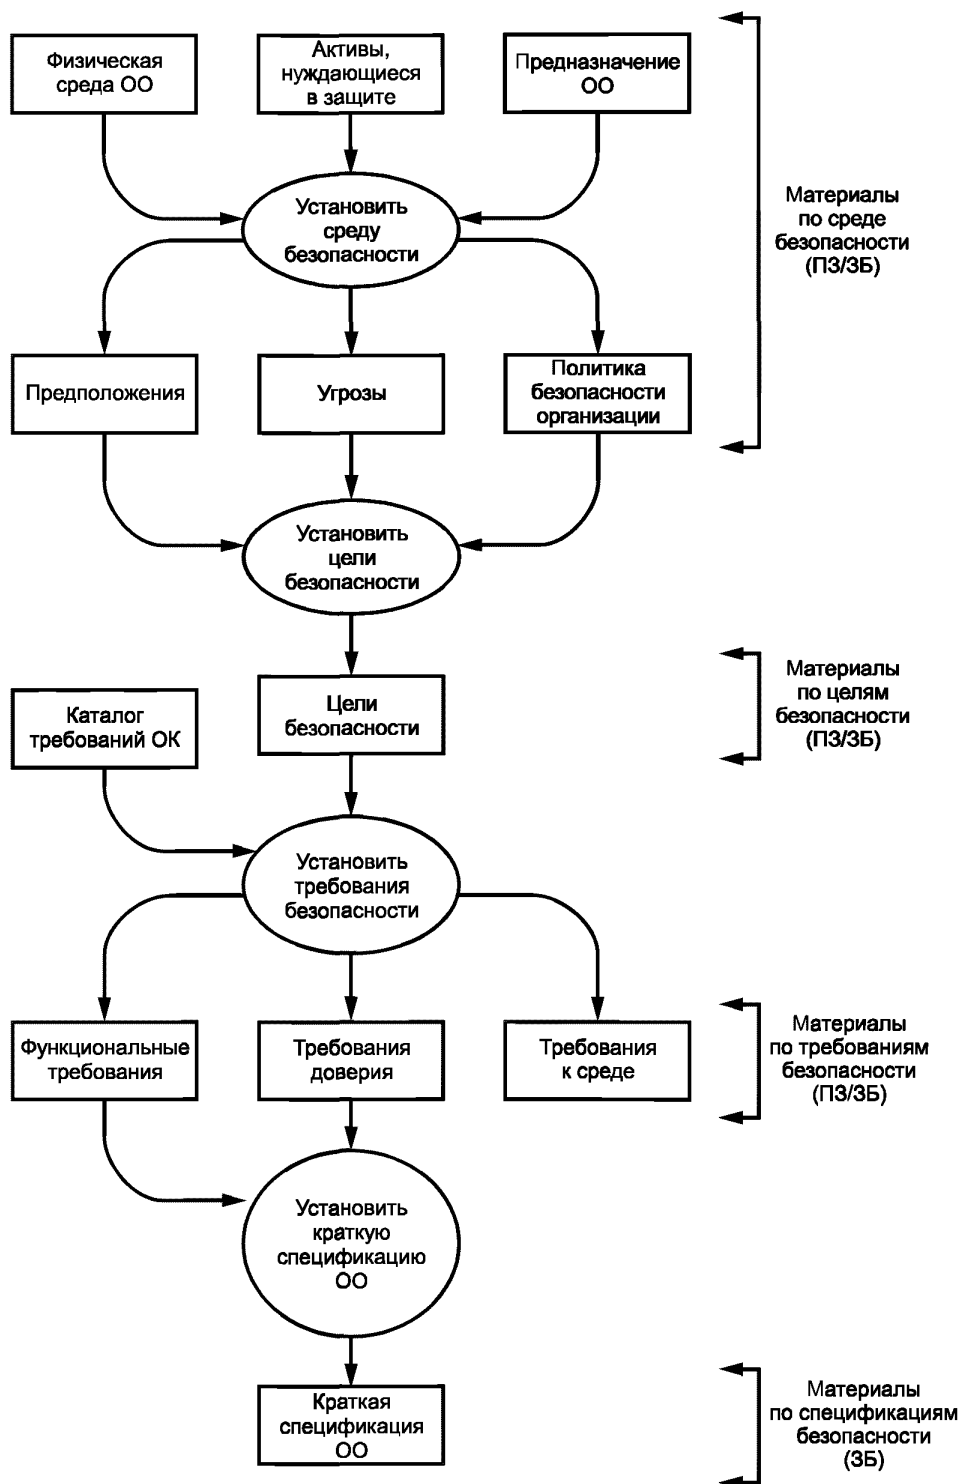 Физическая
среда ОО
Активы,
нуждающиеся
в защите
Предназначение
ОО
Установить
среду
безопасности
Материалы
по среде
безопасности
(ПЗ/ЗБ)
Предположения
Угрозы
Политика
безопасности
организации
Установить
цели
безопасности
Каталог
требований ОК
Цели
безопасности
Материалы
по целям
безопасности
(ПЗ/ЗБ)
Установить
требования
безопасности
Функциональные
требования
Требования
доверия
Требования
к среде
Материалы
по требованиям
безопасности
(ПЗ/ЗБ)
Установить
краткую
спецификацию
ОО
Краткая
спецификация
ОО
Материалы
по спецификациям
безопасности
(ЗБ)